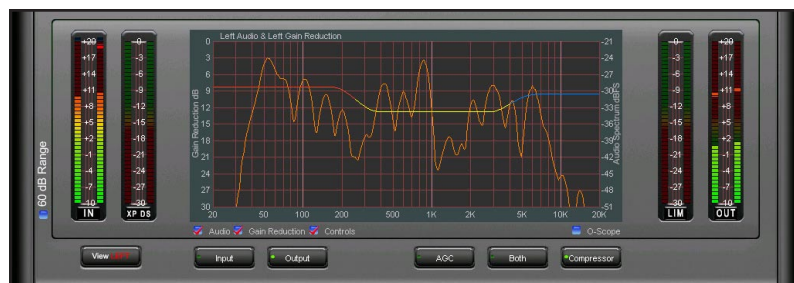 Left Audio & Left Gain Reduction
+20 0 0 -21 0 +20
+17 -3 3 -24 -3 +17
+14 -6 6 -27 -6 +14
+11 -9 9 -30 -9 +11
+8 -12 12 -33 -12 +8
+5 -15 15 -36 -15 +5
+2 -18 18 -39 -18 +2
-1 -21 21 -42 -21 -1
-4 -24 24 -45 -24 -4
-7 -27 27 -48 -27 -7
-10 -30 30 -51 -30 -10
60 dB Range
Gain Reduction dB
Audio Spectrum dBFS
IN XP DS LIM OUT
20 50 100 200 500 1K 2K 5K 10K 20K
Audio Gain Reduction Controls O-Scope
View Input Output AGC Both Compressor